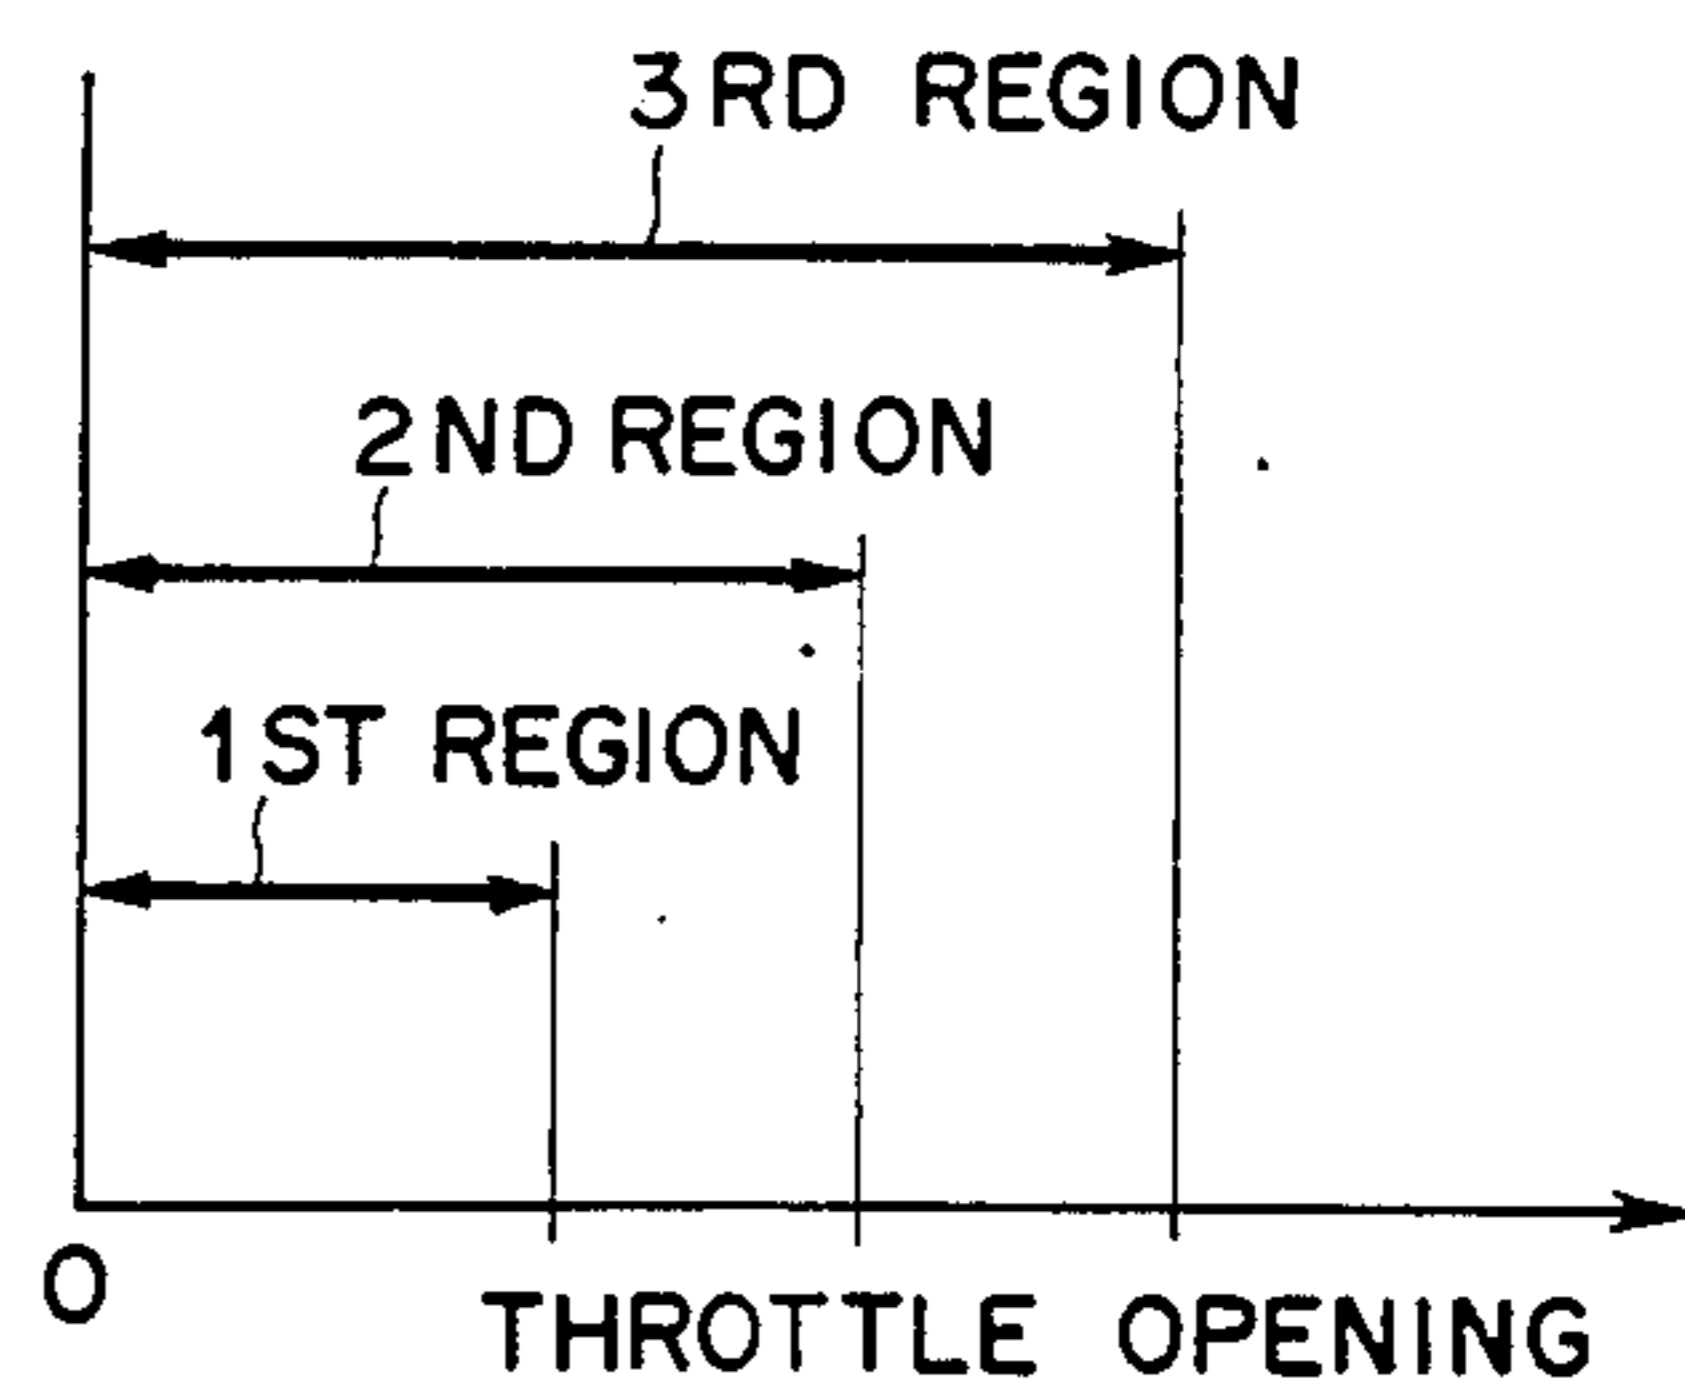 3RD REGION
2ND REGION
1ST REGION
0
THROTTLE OPENING